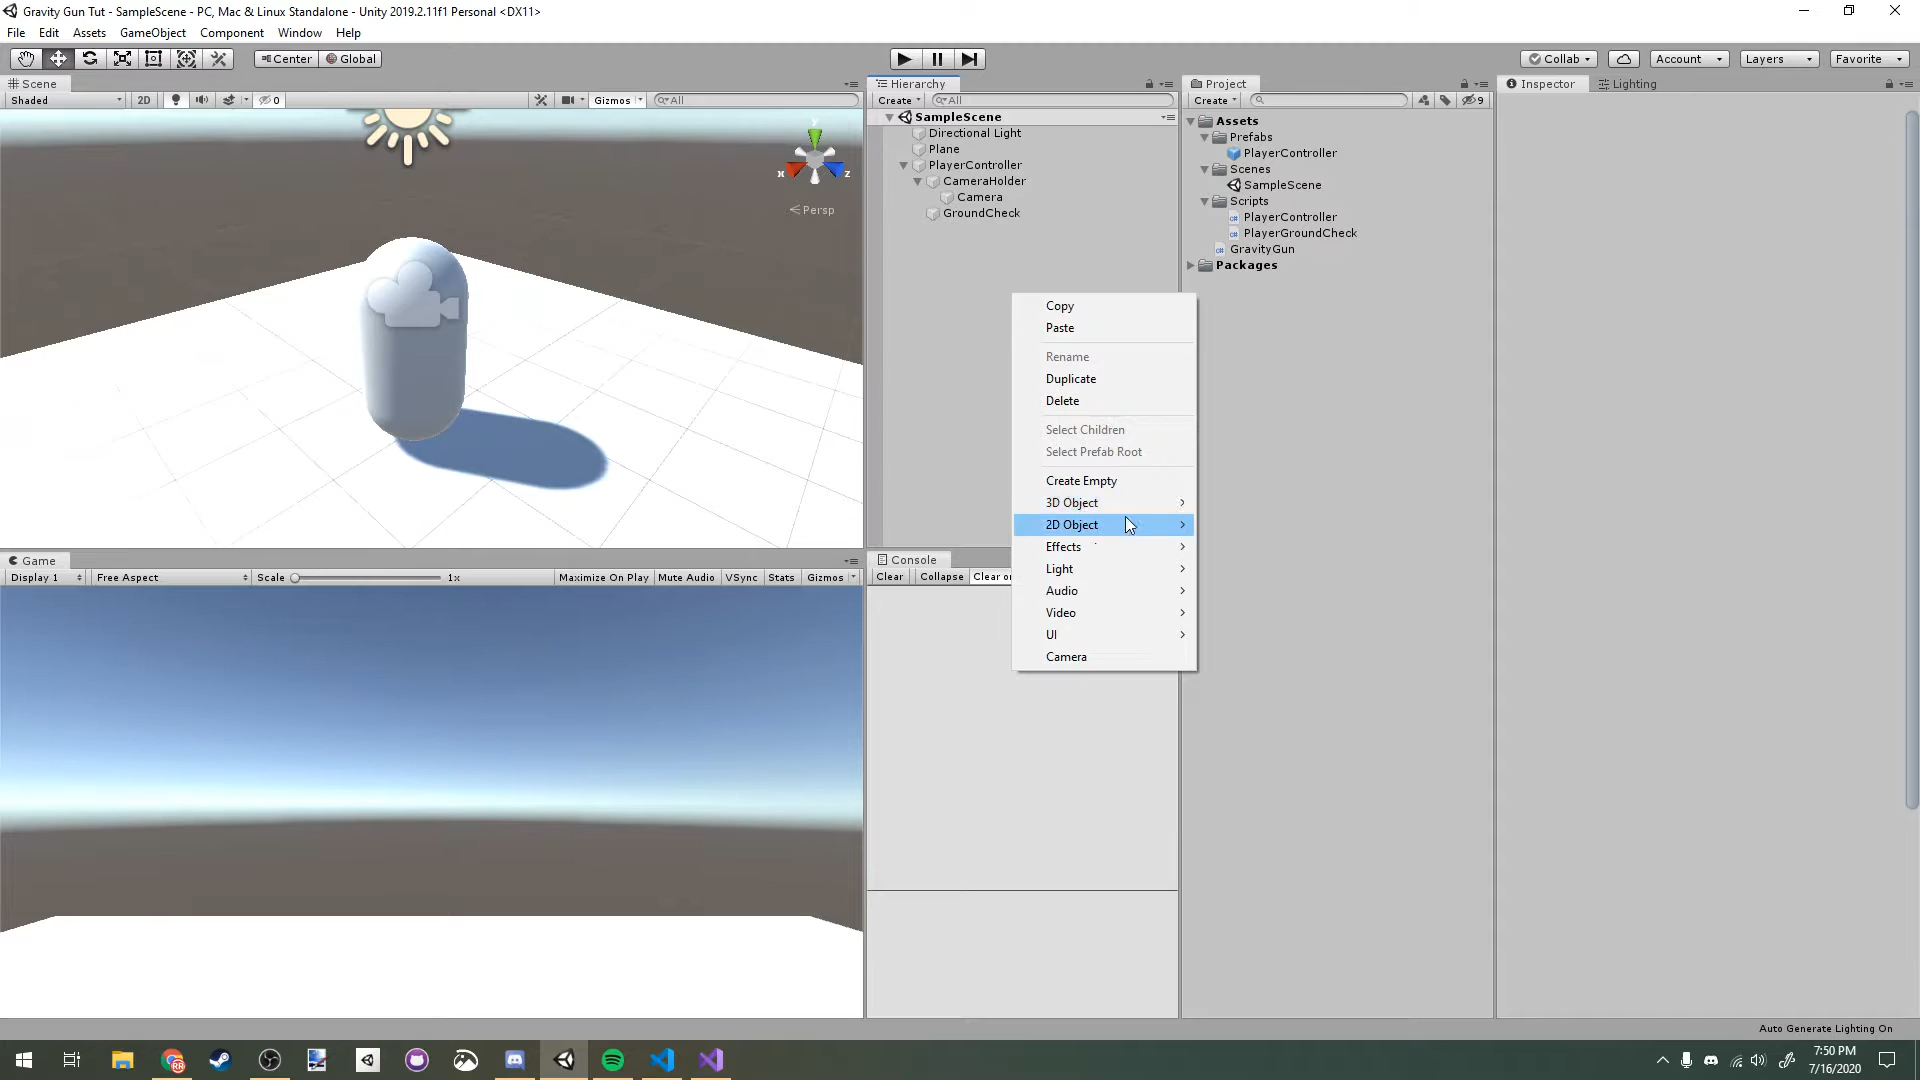 Gravity Gun Tut - SampleScene - PC, Mac & Linux Standalone - Unity 2019.2.11f1 Personal <DX11>
File Edit Assets GameObject Component Window Help
Center Global Collab Account Layers Favorite
Scene
Shaded 2D 0 Gizmos All
y
x z
Persp
Hierarchy
Create All
SampleScene
Directional Light
Plane
PlayerController
CameraHolder
Camera
GroundCheck
Project
Create 9
Assets
Prefabs
PlayerController
Scenes
SampleScene
Scripts
PlayerController
PlayerGroundCheck
GravityGun
Packages
Inspector Lighting
Copy
Paste
Rename
Duplicate
Delete
Select Children
Select Prefab Root
Create Empty
3D Object
2D Object
Effects
Light
Audio
Video
UI
Camera
Game
Display 1 Free Aspect Scale 1x Maximize On Play Mute Audio VSync Stats Gizmos
Console
Clear Collapse Clear on
Auto Generate Lighting On
7:50 PM
7/16/2020